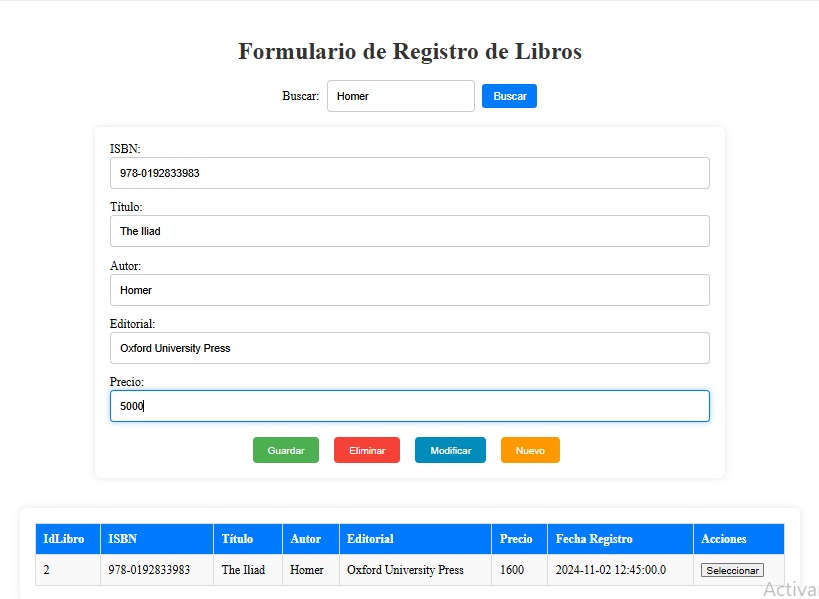 Formulario de Registro de Libros
Buscar: Homer Buscar
ISBN:
978-0192833983
Título:
The Iliad
Autor:
Homer
Editorial:
Oxford University Press
Precio:
5000
Guardar Eliminar Modificar Nuevo
IdLibro ISBN Título Autor Editorial Precio Fecha Registro Acciones
2 978-0192833983 The Iliad Homer Oxford University Press 1600 2024-11-02 12:45:00.0 Seleccionar
Activa